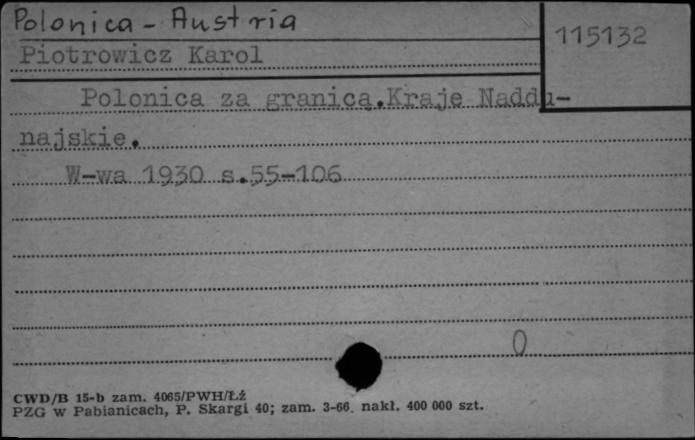 Polonica - Austria
115132
Piotrowicz Karol
Polonica za granicą.Kraje Naddu-
najskie.
W-wa 1930 s.55-106
0
CWD/B 15-b zam. 4065/PWH/Łź
PZG w Pabianicach, P. Skargi 40; zam. 3-66. nakł. 400 000 szt.